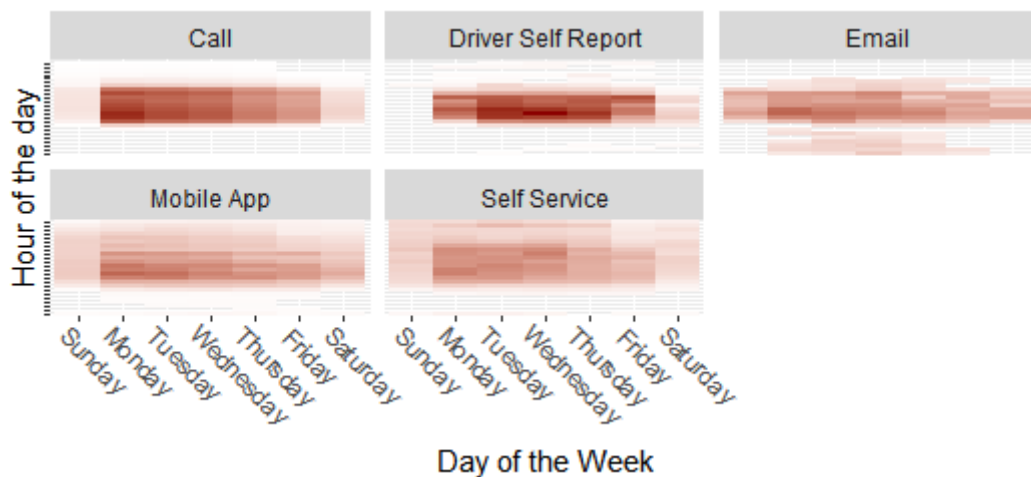 Call
Driver Self Report
Email
Mobile App
Self Service
Hour of the day
Sunday
Monday
Tuesday
Wednesday
Thursday
Friday
Saturday
Sunday
Monday
Tuesday
Wednesday
Thursday
Friday
Saturday
Day of the Week